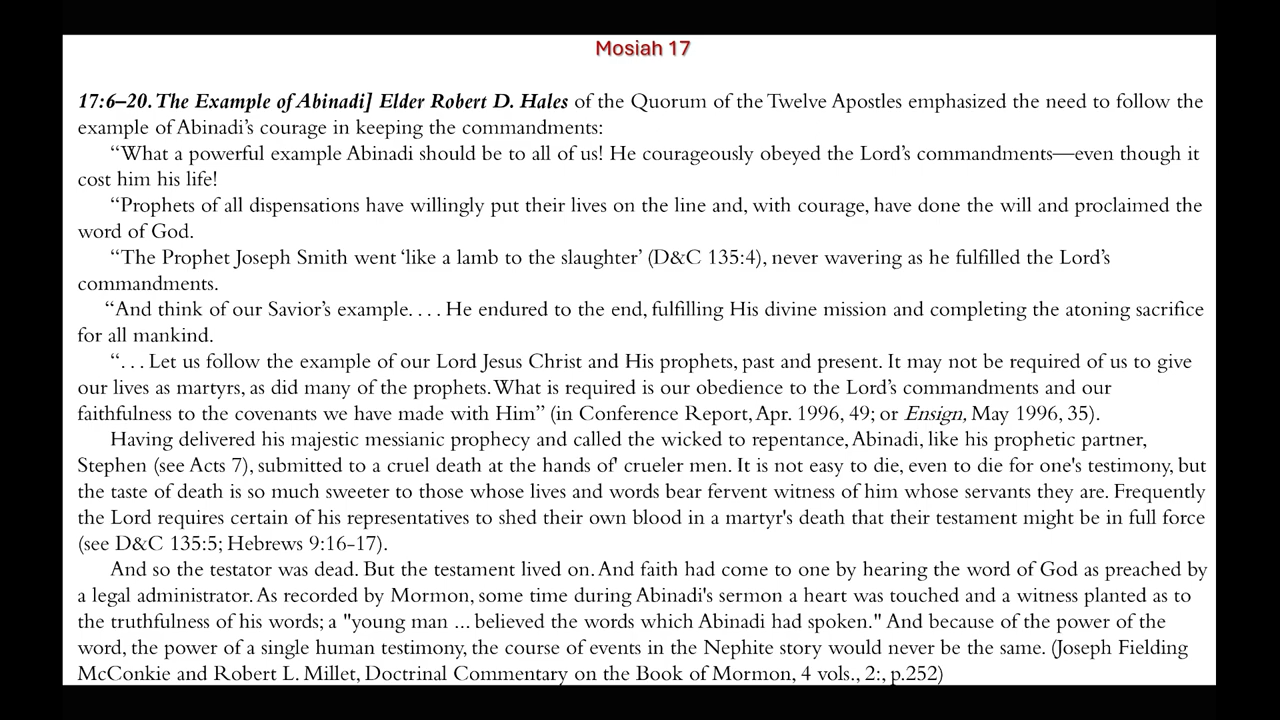 Mosiah 17
17:6–20. The Example of Abinadi] Elder Robert D. Hales of the Quorum of the Twelve Apostles emphasized the need to follow the
example of Abinadi’s courage in keeping the commandments:
“What a powerful example Abinadi should be to all of us! He courageously obeyed the Lord’s commandments—even though it
cost him his life!
“Prophets of all dispensations have willingly put their lives on the line and, with courage, have done the will and proclaimed the
word of God.
“The Prophet Joseph Smith went ‘like a lamb to the slaughter’ (D&C 135:4), never wavering as he fulfilled the Lord’s
commandments.
“And think of our Savior’s example. . . . He endured to the end, fulfilling His divine mission and completing the atoning sacrifice
for all mankind.
“. . . Let us follow the example of our Lord Jesus Christ and His prophets, past and present. It may not be required of us to give
our lives as martyrs, as did many of the prophets. What is required is our obedience to the Lord’s commandments and our
faithfulness to the covenants we have made with Him” (in Conference Report, Apr. 1996, 49; or Ensign, May 1996, 35).
Having delivered his majestic messianic prophecy and called the wicked to repentance, Abinadi, like his prophetic partner,
Stephen (see Acts 7), submitted to a cruel death at the hands of' crueler men. It is not easy to die, even to die for one's testimony, but
the taste of death is so much sweeter to those whose lives and words bear fervent witness of him whose servants they are. Frequently
the Lord requires certain of his representatives to shed their own blood in a martyr's death that their testament might be in full force
(see D&C 135:5; Hebrews 9:16-17).
And so the testator was dead. But the testament lived on. And faith had come to one by hearing the word of God as preached by
a legal administrator. As recorded by Mormon, some time during Abinadi's sermon a heart was touched and a witness planted as to
the truthfulness of his words; a "young man ... believed the words which Abinadi had spoken." And because of the power of the
word, the power of a single human testimony, the course of events in the Nephite story would never be the same. (Joseph Fielding
McConkie and Robert L. Millet, Doctrinal Commentary on the Book of Mormon, 4 vols., 2:, p.252)